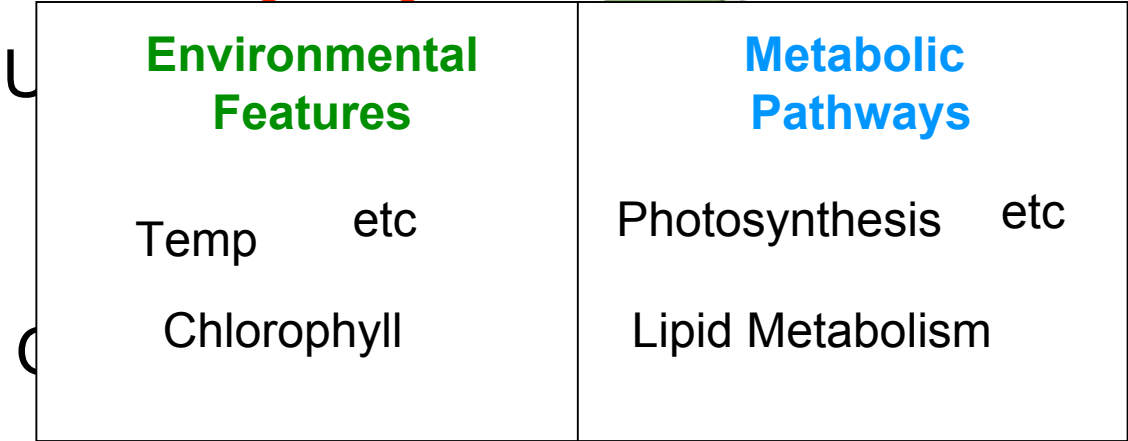 Environmental
Features
Metabolic
Pathways
Temp
etc
Photosynthesis
etc
Chlorophyll
Lipid Metabolism
U